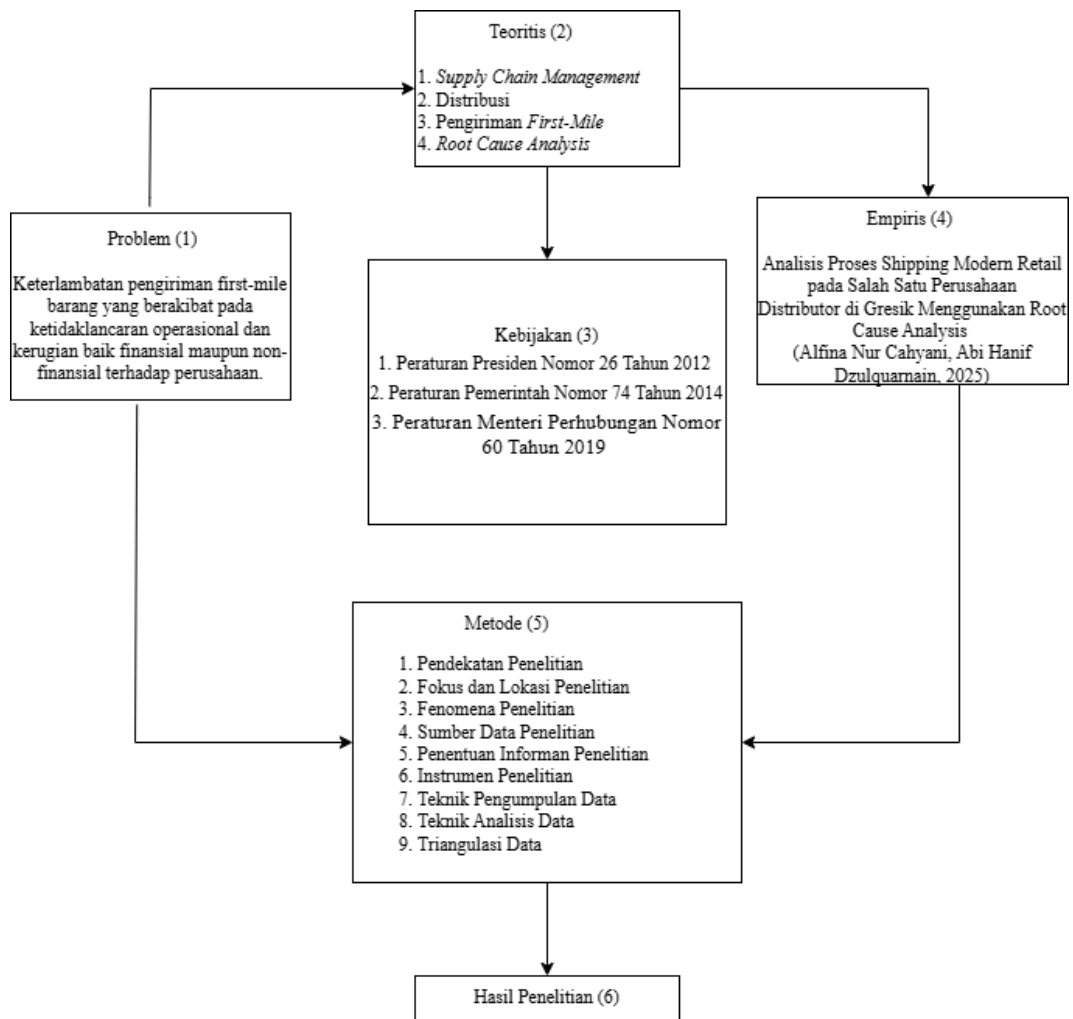 Teoritis (2)
1. Supply Chain Management
2. Distribusi
3. Pengiriman First-Mile
4. Root Cause Analysis
Problem (1)
Keterlambatan pengiriman first-mile
barang yang berakibat pada
ketidaklancaran operasional dan
kerugian baik finansial maupun non-
finansial terhadap perusahaan.
Kebijakan (3)
1. Peraturan Presiden Nomor 26 Tahun 2012
2. Peraturan Pemerintah Nomor 74 Tahun 2014
3. Peraturan Menteri Perhubungan Nomor
60 Tahun 2019
Empiris (4)
Analisis Proses Shipping Modern Retail
pada Salah Satu Perusahaan
Distributor di Gresik Menggunakan Root
Cause Analysis
(Alfina Nur Cahyani, Abi Hanif
Dzulquarnain, 2025)
Metode (5)
1. Pendekatan Penelitian
2. Fokus dan Lokasi Penelitian
3. Fenomena Penelitian
4. Sumber Data Penelitian
5. Penentuan Informan Penelitian
6. Instrumen Penelitian
7. Teknik Pengumpulan Data
8. Teknik Analisis Data
9. Triangulasi Data
Hasil Penelitian (6)